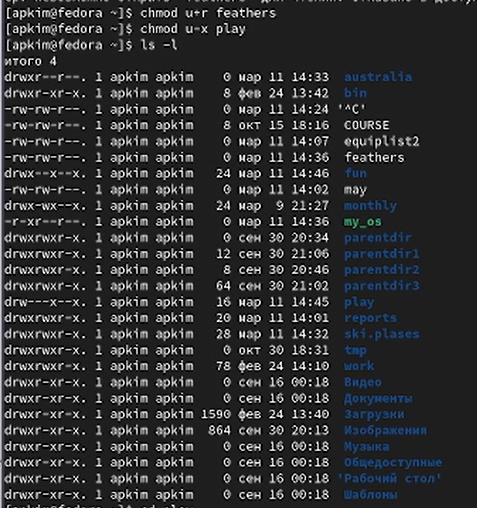 [apkim@fedora ~]$ chmod u+r feathers
[apkim@fedora ~]$ chmod u-x play
[apkim@fedora ~]$ ls -l
итого 4
drwxr--r--. 1 apkim apkim 0 мар 11 14:33 australia
drwxr-xr-x. 1 apkim apkim 8 фев 24 13:42 bin
-rw-rw-r--. 1 apkim apkim 0 мар 11 14:24 '^C'
-rw-rw-r--. 1 apkim apkim 8 окт 15 18:16 COURSE
-rw-rw-r--. 1 apkim apkim 0 мар 11 14:07 equiplist2
-rw-rw-r--. 1 apkim apkim 0 мар 11 14:36 feathers
drwx--x--x. 1 apkim apkim 24 мар 11 14:46 fun
-rw-rw-r--. 1 apkim apkim 0 мар 11 14:02 may
drwx-wx--x. 1 apkim apkim 24 мар 9 21:27 monthly
-r-xr--r--. 1 apkim apkim 0 мар 11 14:36 my_os
drwxrwxr-x. 1 apkim apkim 0 сен 30 20:34 parentdir
drwxrwxr-x. 1 apkim apkim 12 сен 30 21:06 parentdir1
drwxrwxr-x. 1 apkim apkim 8 сен 30 20:46 parentdir2
drwxrwxr-x. 1 apkim apkim 64 сен 30 21:02 parentdir3
drw---x--x. 1 apkim apkim 16 мар 11 14:45 play
drwxrwxr-x. 1 apkim apkim 20 мар 11 14:01 reports
drwxrwxr-x. 1 apkim apkim 28 мар 11 14:32 ski.plases
drwxrwxr-x. 1 apkim apkim 0 окт 30 18:31 tmp
drwxrwxr-x. 1 apkim apkim 78 фев 24 14:10 work
drwxr-xr-x. 1 apkim apkim 0 сен 16 00:18 Видео
drwxr-xr-x. 1 apkim apkim 0 сен 16 00:18 Документы
drwxr-xr-x. 1 apkim apkim 1590 фев 24 13:40 Загрузки
drwxr-xr-x. 1 apkim apkim 864 сен 30 20:13 Изображения
drwxr-xr-x. 1 apkim apkim 0 сен 16 00:18 Музыка
drwxr-xr-x. 1 apkim apkim 0 сен 16 00:18 Общедоступные
drwxr-xr-x. 1 apkim apkim 0 сен 16 00:18 'Рабочий стол'
drwxr-xr-x. 1 apkim apkim 0 сен 16 00:18 Шаблоны